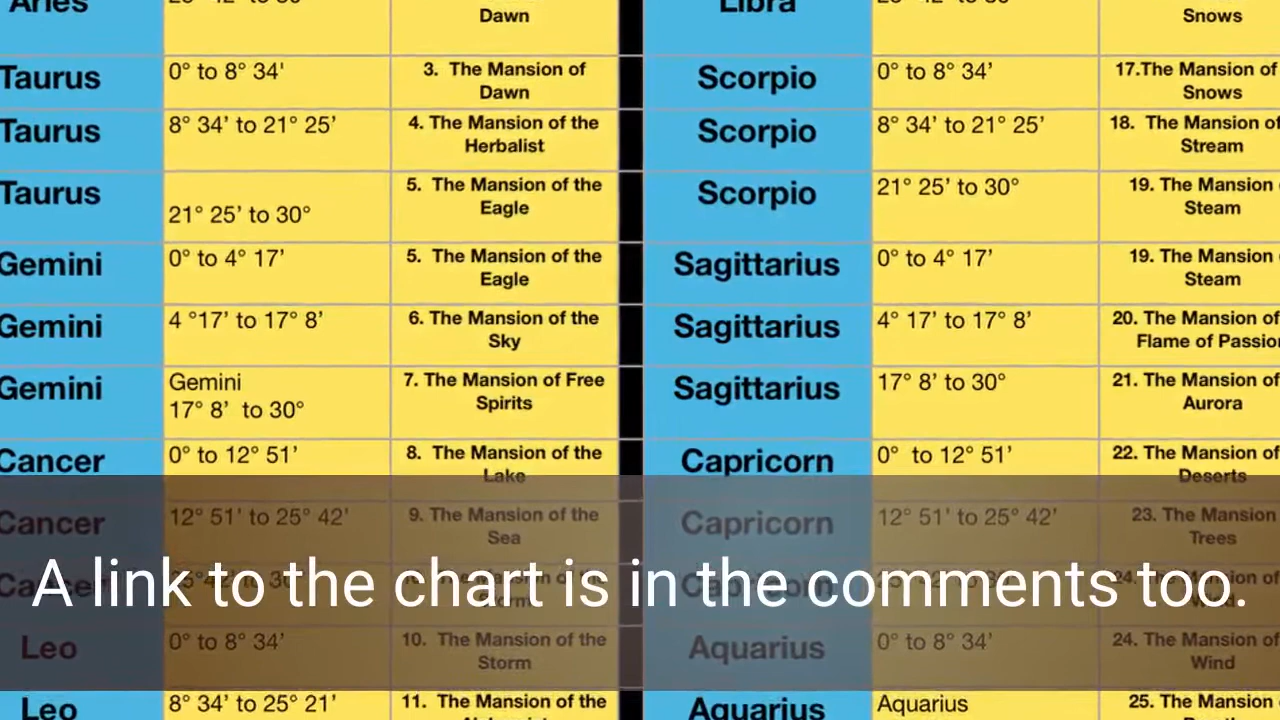 Aries
Dawn
Libra
Snows
Taurus 0° to 8° 34' 3. The Mansion of
Dawn
Scorpio 0° to 8° 34’ 17.The Mansion of
Snows
Taurus 8° 34’ to 21° 25’ 4. The Mansion of the
Herbalist
Scorpio 8° 34’ to 21° 25’ 18. The Mansion of
Stream
Taurus 21° 25’ to 30° 5. The Mansion of the
Eagle
Scorpio 21° 25’ to 30° 19. The Mansion
Steam
Gemini 0° to 4° 17’ 5. The Mansion of the
Eagle
Sagittarius 0° to 4° 17’ 19. The Mansion
Steam
Gemini 4 °17’ to 17° 8’ 6. The Mansion of the
Sky
Sagittarius 4° 17’ to 17° 8’ 20. The Mansion of
Flame of Passion
Gemini Gemini
17° 8’ to 30° 7. The Mansion of Free
Spirits
Sagittarius 17° 8’ to 30° 21. The Mansion of
Aurora
Cancer 0° to 12° 51’ 8. The Mansion of the
Lake
Capricorn 0° to 12° 51’ 22. The Mansion of
Deserts
Cancer 12° 51’ to 25° 42’ 9. The Mansion of the
Sea
Capricorn 12° 51’ to 25° 42’ 23. The Mansion
Trees
A link to the chart is in the comments too.
Leo 0° to 8° 34’ 10. The Mansion of the
Storm
Aquarius 0° to 8° 34’ 24. The Mansion of
Wind
Leo 8° 34’ to 25° 21’ 11. The Mansion of the
Aquarius Aquarius 25. The Mansion